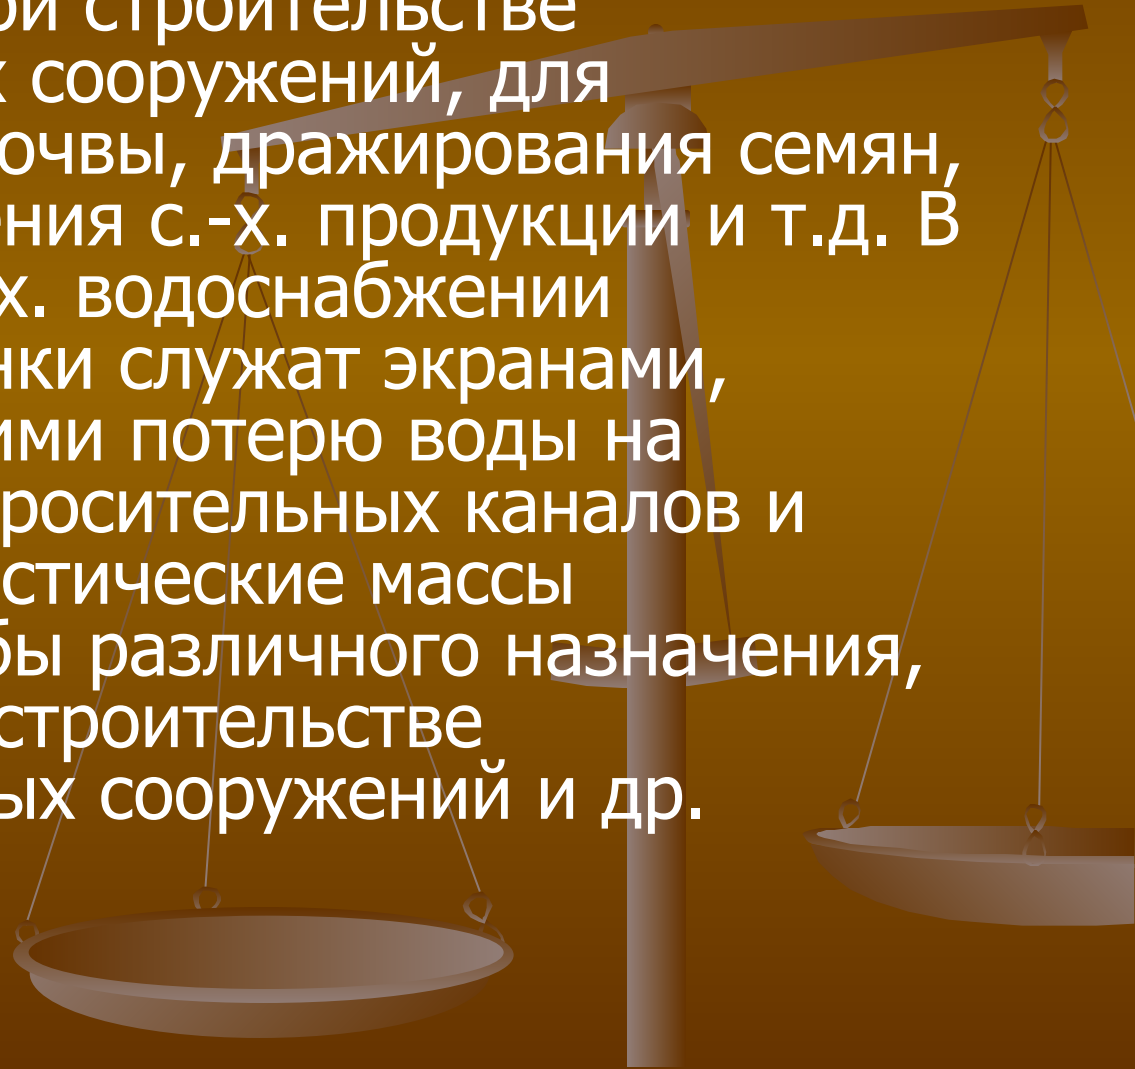 ри строительстве
х сооружений, для
очвы, дражирования семян,
ения с.-х. продукции и т.д. В
х. водоснабжении
нки служат экранами,
ими потерю воды на
росительных каналов и
стические массы
бы различного назначения,
строительстве
ых сооружений и др.